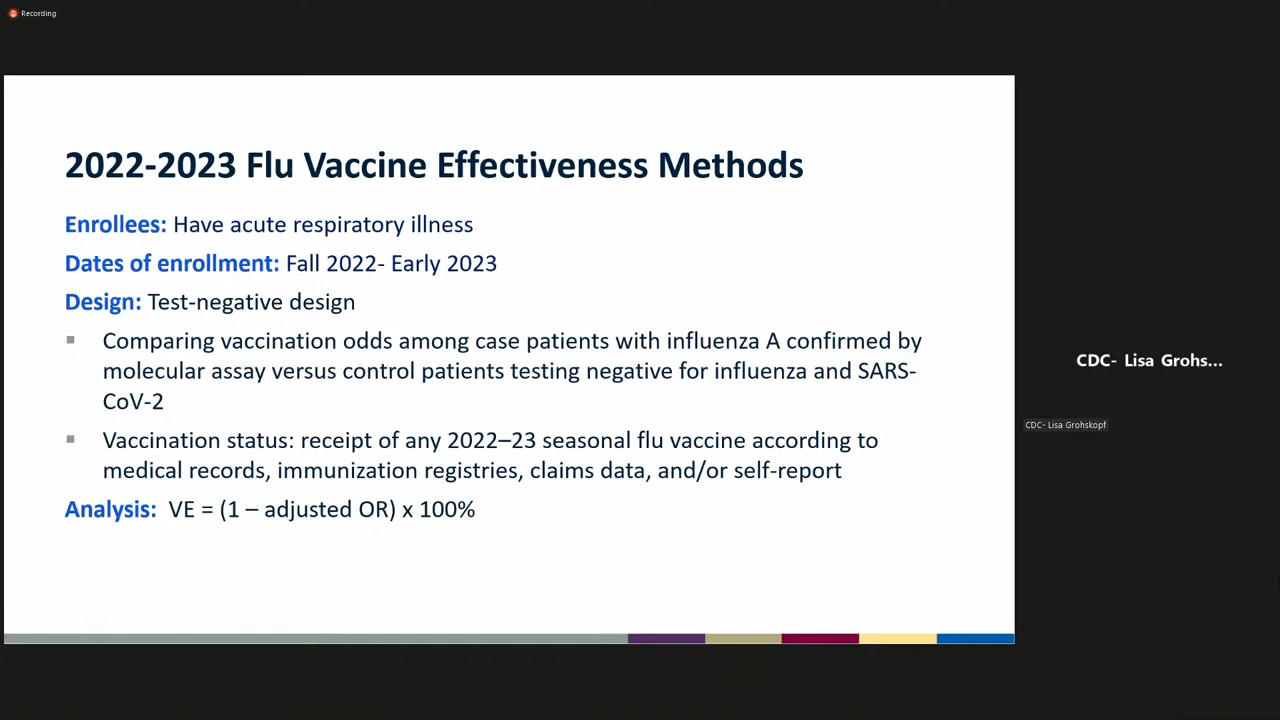 Recording
2022-2023 Flu Vaccine Effectiveness Methods
Enrollees: Have acute respiratory illness
Dates of enrollment: Fall 2022- Early 2023
Design: Test-negative design
Comparing vaccination odds among case patients with influenza A confirmed by
molecular assay versus control patients testing negative for influenza and SARS-
CoV-2
Vaccination status: receipt of any 2022–23 seasonal flu vaccine according to
medical records, immunization registries, claims data, and/or self-report
Analysis: VE = (1 – adjusted OR) x 100%
CDC- Lisa Grohs...
CDC- Lisa Grohskopf